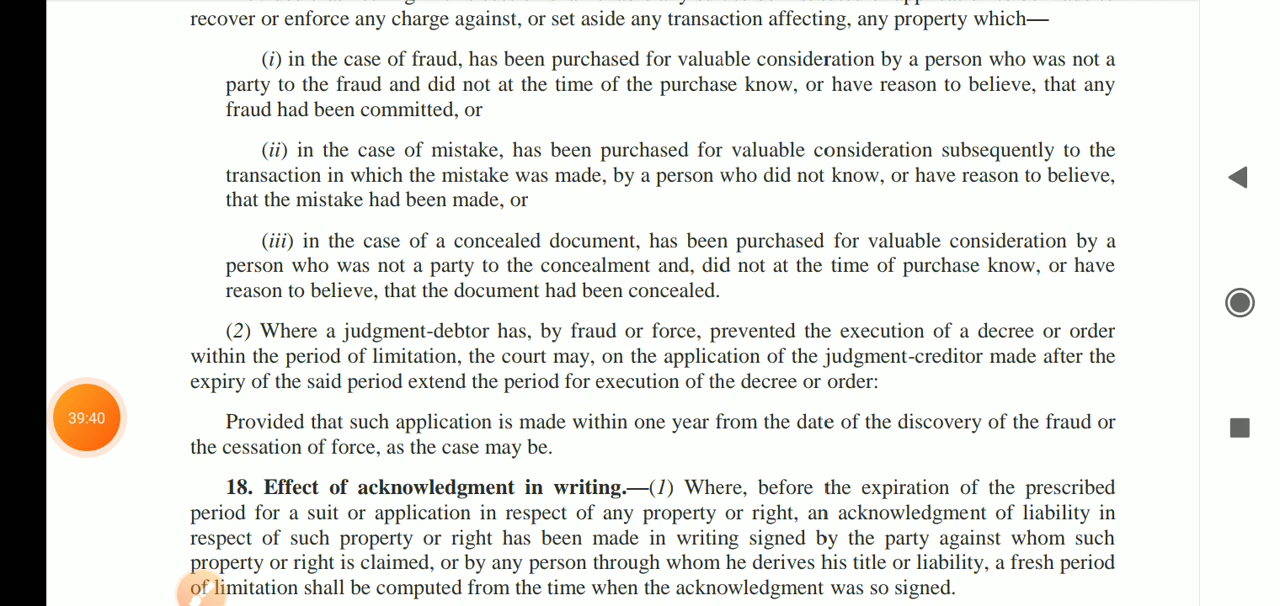 recover or enforce any charge against, or set aside any transaction affecting, any property which—
(i) in the case of fraud, has been purchased for valuable consideration by a person who was not a
party to the fraud and did not at the time of the purchase know, or have reason to believe, that any
fraud had been committed, or
(ii) in the case of mistake, has been purchased for valuable consideration subsequently to the
transaction in which the mistake was made, by a person who did not know, or have reason to believe,
that the mistake had been made, or
(iii) in the case of a concealed document, has been purchased for valuable consideration by a
person who was not a party to the concealment and, did not at the time of purchase know, or have
reason to believe, that the document had been concealed.
(2) Where a judgment-debtor has, by fraud or force, prevented the execution of a decree or order
within the period of limitation, the court may, on the application of the judgment-creditor made after the
expiry of the said period extend the period for execution of the decree or order:
39:40
Provided that such application is made within one year from the date of the discovery of the fraud or
the cessation of force, as the case may be.
18. Effect of acknowledgment in writing.—(1) Where, before the expiration of the prescribed
period for a suit or application in respect of any property or right, an acknowledgment of liability in
respect of such property or right has been made in writing signed by the party against whom such
property or right is claimed, or by any person through whom he derives his title or liability, a fresh period
of limitation shall be computed from the time when the acknowledgment was so signed.